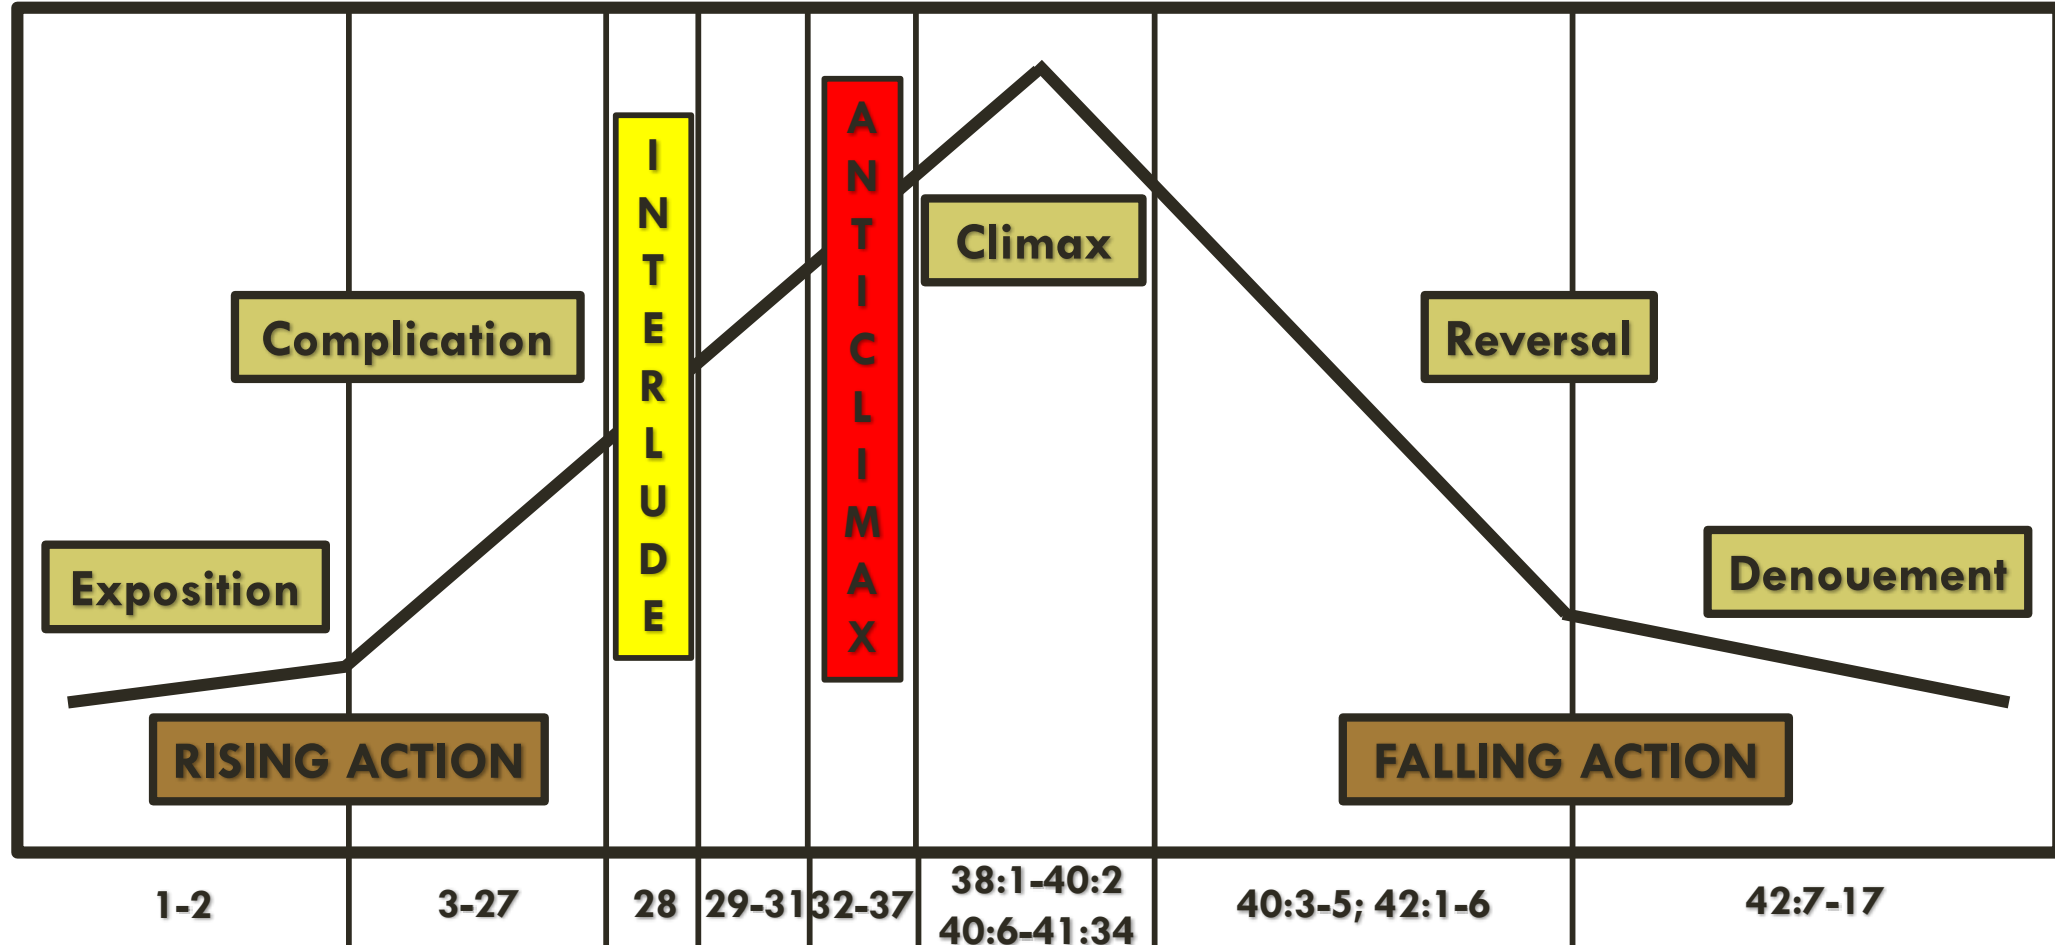 INTERLUDE
ANTICLIMAX
Climax
Complication
Reversal
Exposition
Denouement
RISING ACTION
FALLING ACTION
1-2
3-27
28
29-31
32-37
38:1-40:2
40:6-41:34
40:3-5; 42:1-6
42:7-17